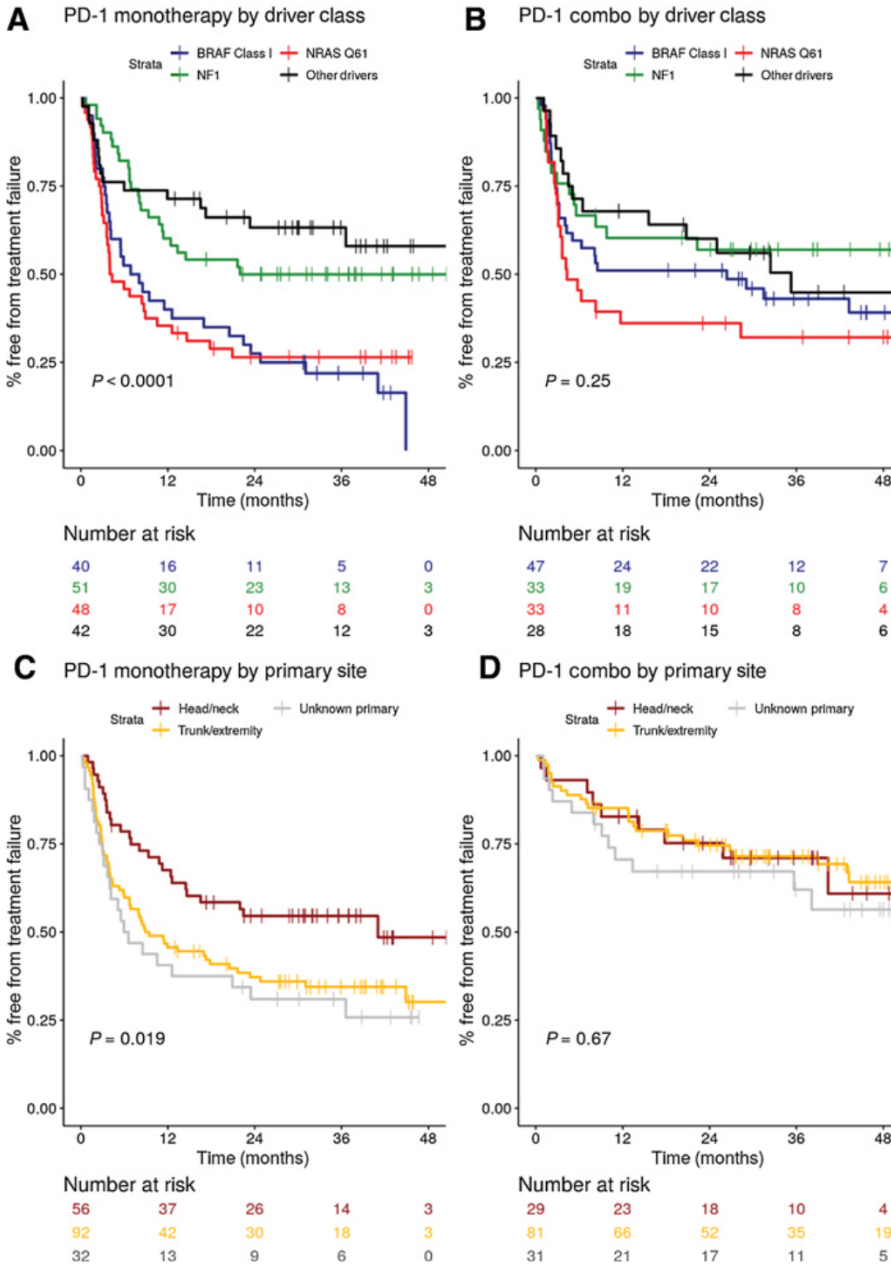 A PD-1 monotherapy by driver class
Strata BRAF Class I NRAS Q61
NF1 Other drivers
% free from treatment failure
1.00
0.75
0.50
0.25
0.00
P < 0.0001
0 12 24 36 48
Time (months)
Number at risk
40 16 11 5 0
51 30 23 13 3
48 17 10 8 0
42 30 22 12 3
B PD-1 combo by driver class
Strata BRAF Class I NRAS Q61
NF1 Other drivers
% free from treatment failure
1.00
0.75
0.50
0.25
0.00
P = 0.25
0 12 24 36 48
Time (months)
Number at risk
47 24 22 12 7
33 19 17 10 6
33 11 10 8 4
28 18 15 8 6
C PD-1 monotherapy by primary site
Strata Head/neck Unknown primary
Trunk/extremity
% free from treatment failure
1.00
0.75
0.50
0.25
0.00
P = 0.019
0 12 24 36 48
Time (months)
Number at risk
56 37 26 14 3
92 42 30 18 3
32 13 9 6 0
D PD-1 combo by primary site
Strata Head/neck Unknown primary
Trunk/extremity
% free from treatment failure
1.00
0.75
0.50
0.25
0.00
P = 0.67
0 12 24 36 48
Time (months)
Number at risk
29 23 18 10 4
81 66 52 35 19
31 21 17 11 5